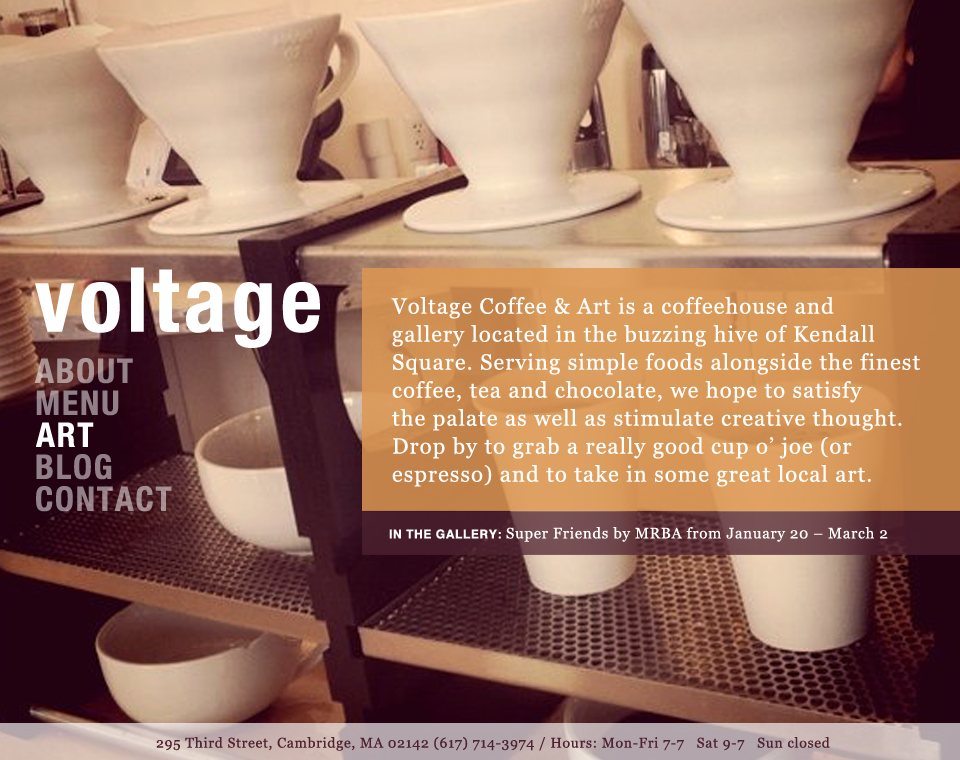 voltage
ABOUT
MENU
ART
BLOG
CONTACT
Voltage Coffee & Art is a coffeehouse and
gallery located in the buzzing hive of Kendall
Square. Serving simple foods alongside the finest
coffee, tea and chocolate, we hope to satisfy
the palate as well as stimulate creative thought.
Drop by to grab a really good cup o’ joe (or
espresso) and to take in some great local art.
IN THE GALLERY: Super Friends by MRBA from January 20 – March 2
295 Third Street, Cambridge, MA 02142 (617) 714-3974 / Hours: Mon-Fri 7-7 Sat 9-7 Sun closed